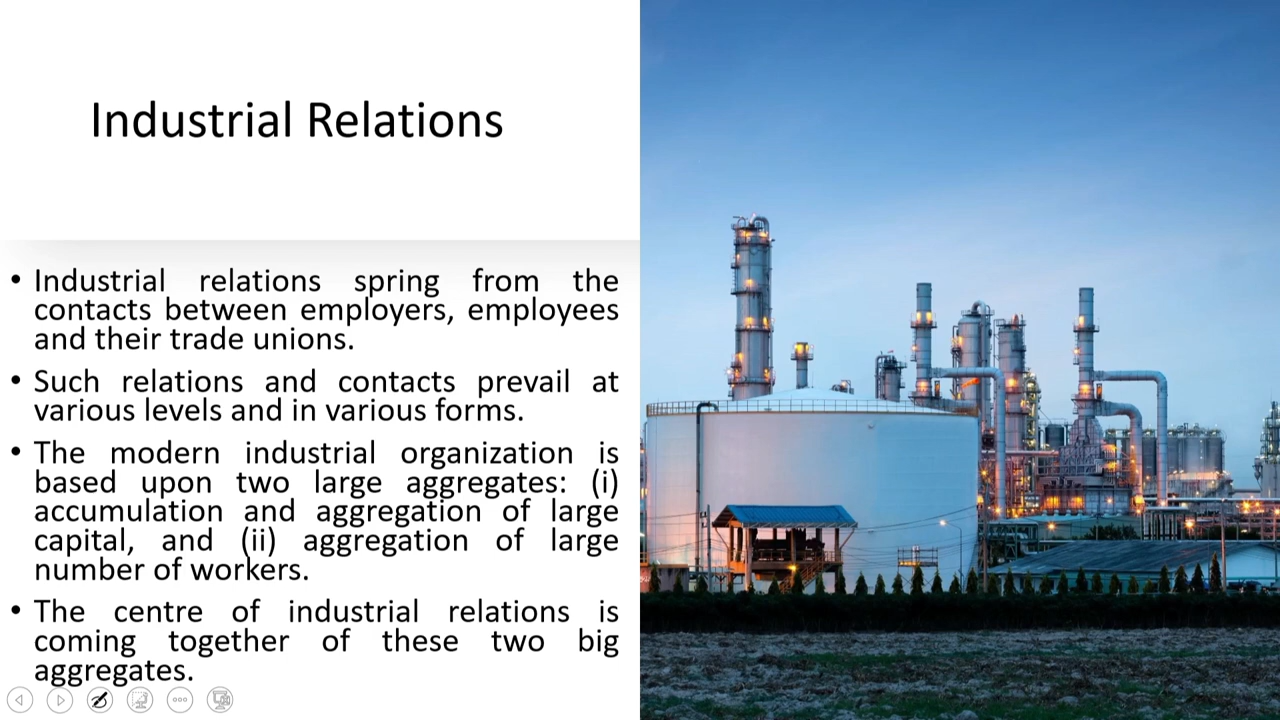 Industrial Relations
• Industrial relations spring from the
contacts between employers, employees
and their trade unions.
• Such relations and contacts prevail at
various levels and in various forms.
• The modern industrial organization is
based upon two large aggregates: (i)
accumulation and aggregation of large
capital, and (ii) aggregation of large
number of workers.
• The centre of industrial relations is
coming together of these two big
aggregates.